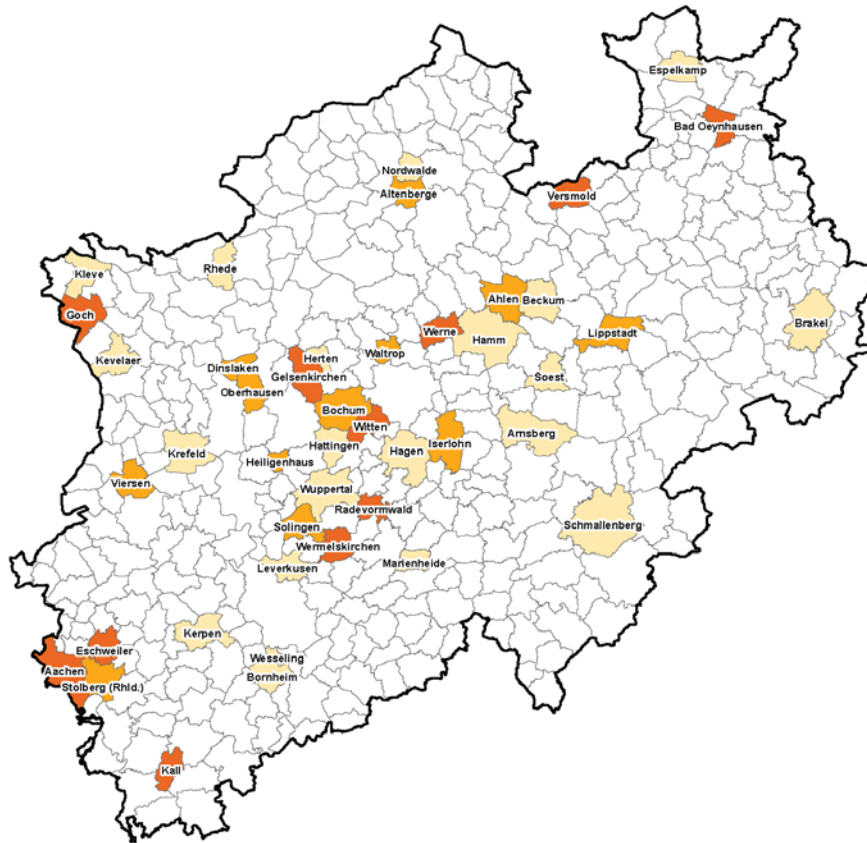 Espelkamp
Bad Oeynhausen
Nordwalde
Altenberge
Versmold
Rhede
Kleve
Goch
Ahlen
Beckum
Kevelaer
Werne
Hamm
Lippstadt
Brakel
Dinslaken
Oberhausen
Herten
Gelsenkirchen
Waltrop
Soest
Bochum
Witten
Hattingen
Hagen
Iserlohn
Arnsberg
Krefeld
Heiligenhaus
Viersen
Wuppertal
Radevormwald
Solingen
Wermelskirchen
Schmallenberg
Leverkusen
Marienheide
Kerpen
Eschweiler
Aachen
Stolberg (Rhld.)
Wesseling
Bornheim
Kall